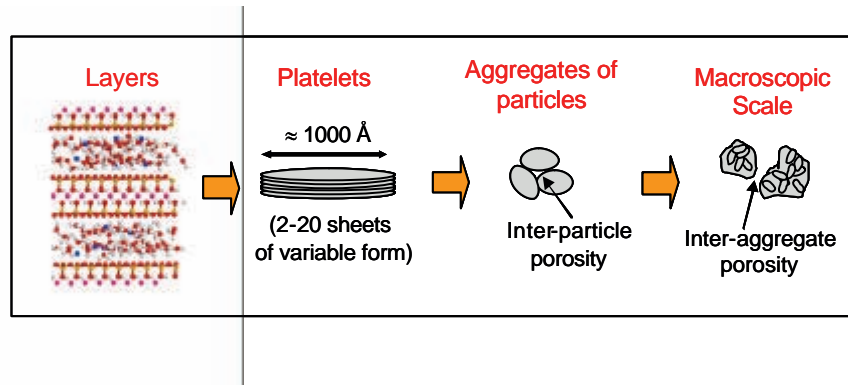 Layers
Platelets
≈ 1000 Å
(2-20 sheets
of variable form)
Aggregates of
particles
Inter-particle
porosity
Macroscopic
Scale
Inter-aggregate
porosity